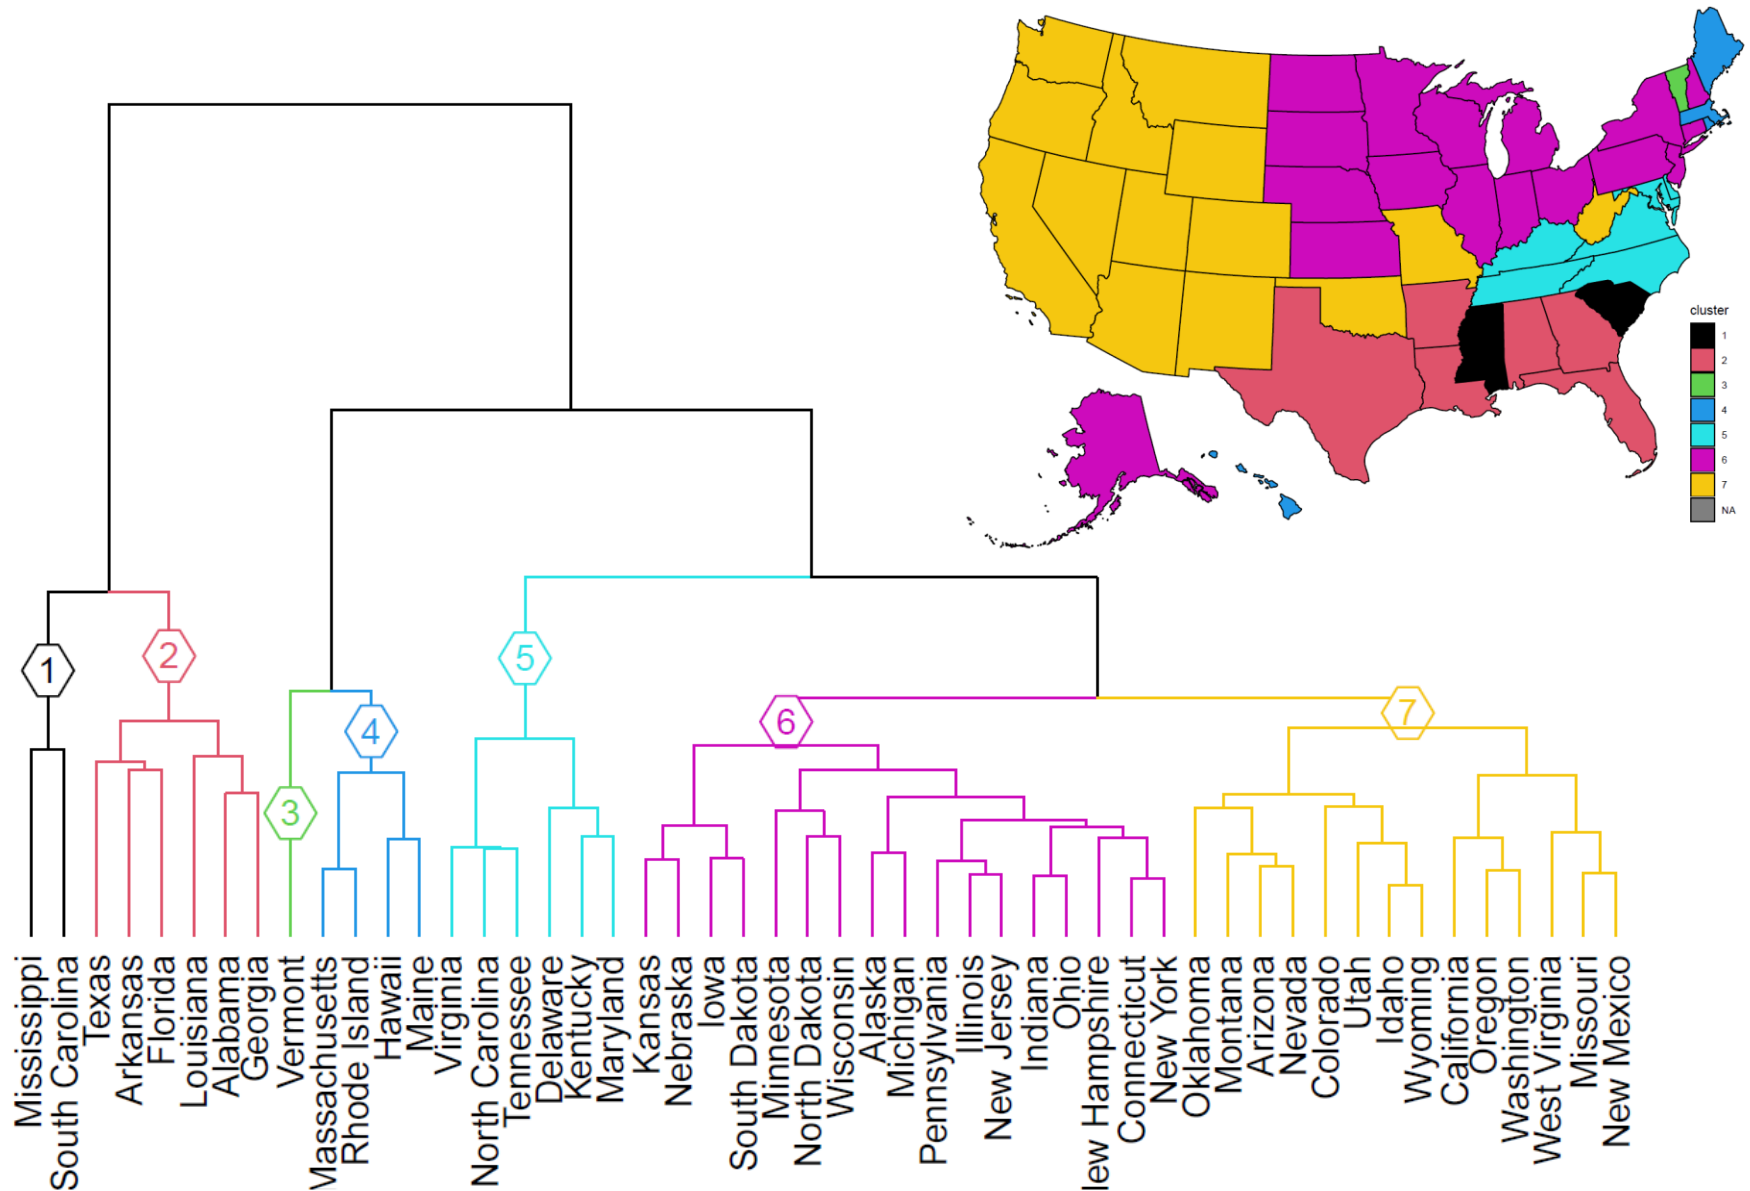 cluster
1
2
3
4
5
6
7
NA
1
2
3
4
5
6
7
Mississippi
South Carolina
Texas
Arkansas
Florida
Louisiana
Alabama
Georgia
Vermont
Massachusetts
Rhode Island
Hawaii
Maine
Virginia
North Carolina
Tennessee
Delaware
Kentucky
Maryland
Kansas
Nebraska
Iowa
South Dakota
Minnesota
North Dakota
Wisconsin
Alaska
Michigan
Pennsylvania
Illinois
New Jersey
Indiana
Ohio
lew Hampshire
Connecticut
New York
Oklahoma
Montana
Arizona
Nevada
Colorado
Utah
Idaho
Wyoming
California
Oregon
Washington
West Virginia
Missouri
New Mexico